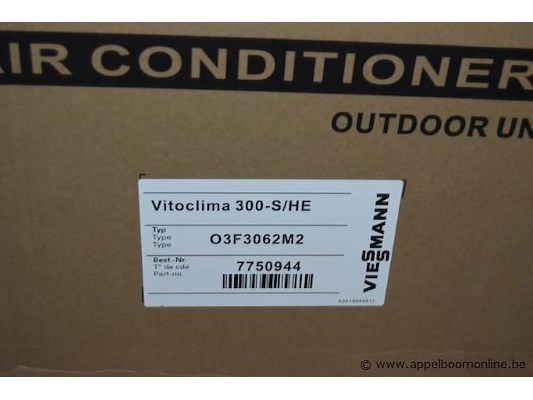 AIR CONDITIONER
OUTDOOR UN
Vitoclima 300-S/HE
Typ
Type
Type
O3F3062M2
Best.-Nr.
T° de cde
Part-no.
7750944
VIESMANN
© www.appelboomonline.be